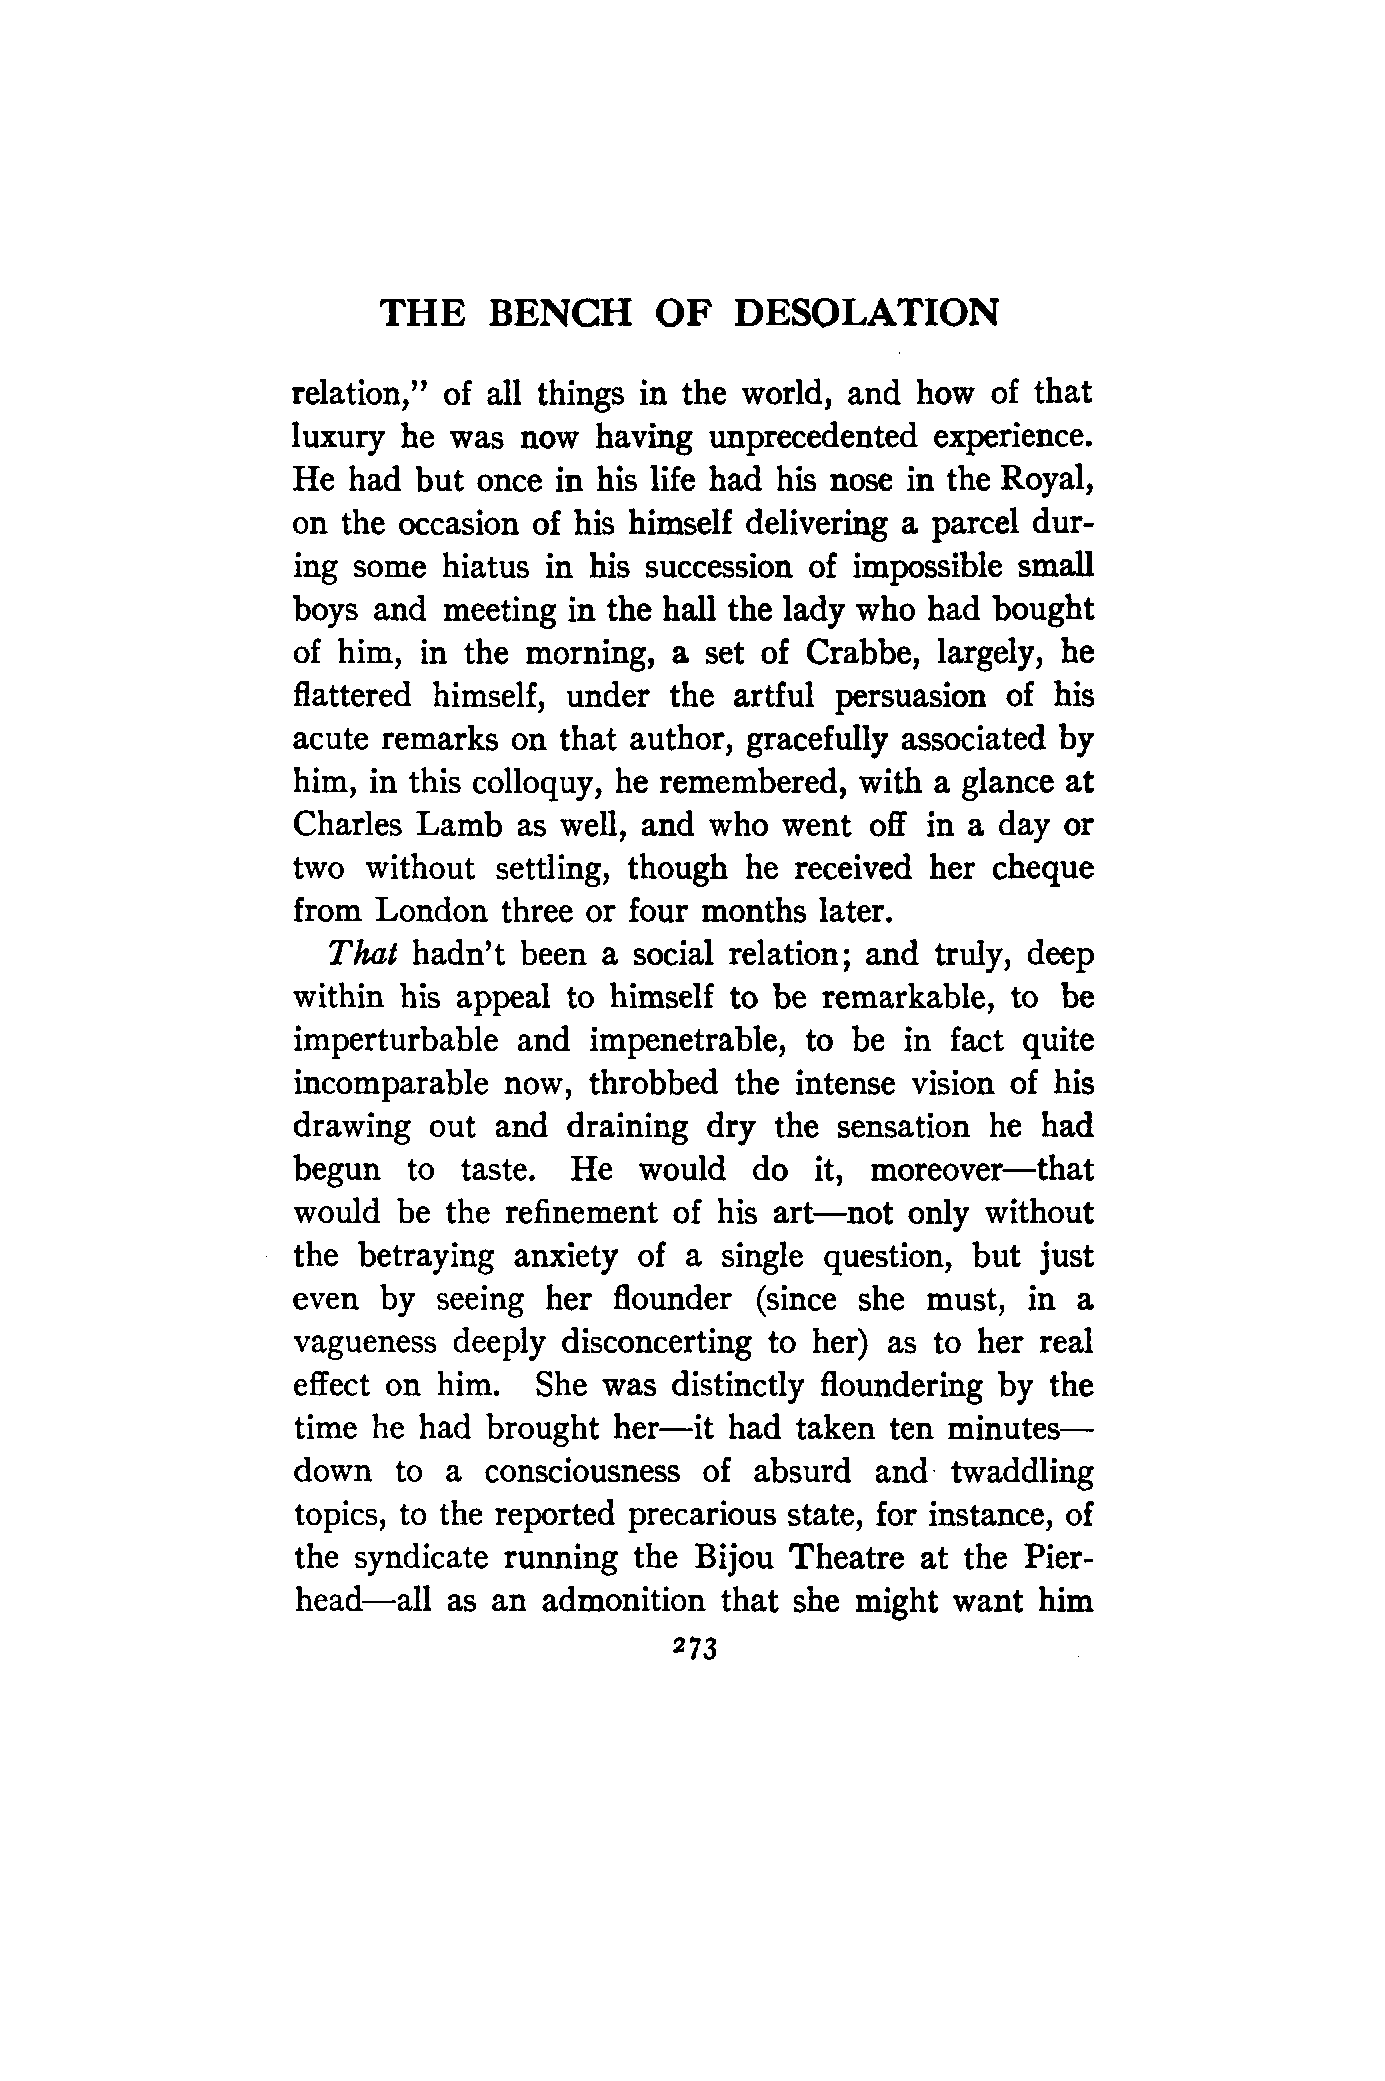 THE BENCH OF DESOLATION
relation,” of all things in the world, and how of that
luxury he was now having unprecedented experience.
He had but once in his life had his nose in the Royal,
on the occasion of his himself delivering a parcel dur-
ing some hiatus in his succession of impossible small
boys and meeting in the hall the lady who had bought
of him, in the morning, a set of Crabbe, largely, he
flattered himself, under the artful persuasion of his
acute remarks on that author, gracefully associated by
him, in this colloquy, he remembered, with a glance at
Charles Lamb as well, and who went off in a day or
two without settling, though he received her cheque
from London three or four months later.
That hadn’t been a social relation; and truly, deep
within his appeal to himself to be remarkable, to be
imperturbable and impenetrable, to be in fact quite
incomparable now, throbbed the intense vision of his
drawing out and draining dry the sensation he had
begun to taste. He would do it, moreover—that
would be the refinement of his art—not only without
the betraying anxiety of a single question, but just
even by seeing her flounder (since she must, in a
vagueness deeply disconcerting to her) as to her real
effect on him. She was distinctly floundering by the
time he had brought her—it had taken ten minutes—
down to a consciousness of absurd and twaddling
topics, to the reported precarious state, for instance, of
the syndicate running the Bijou Theatre at the Pier-
head—all as an admonition that she might want him
273